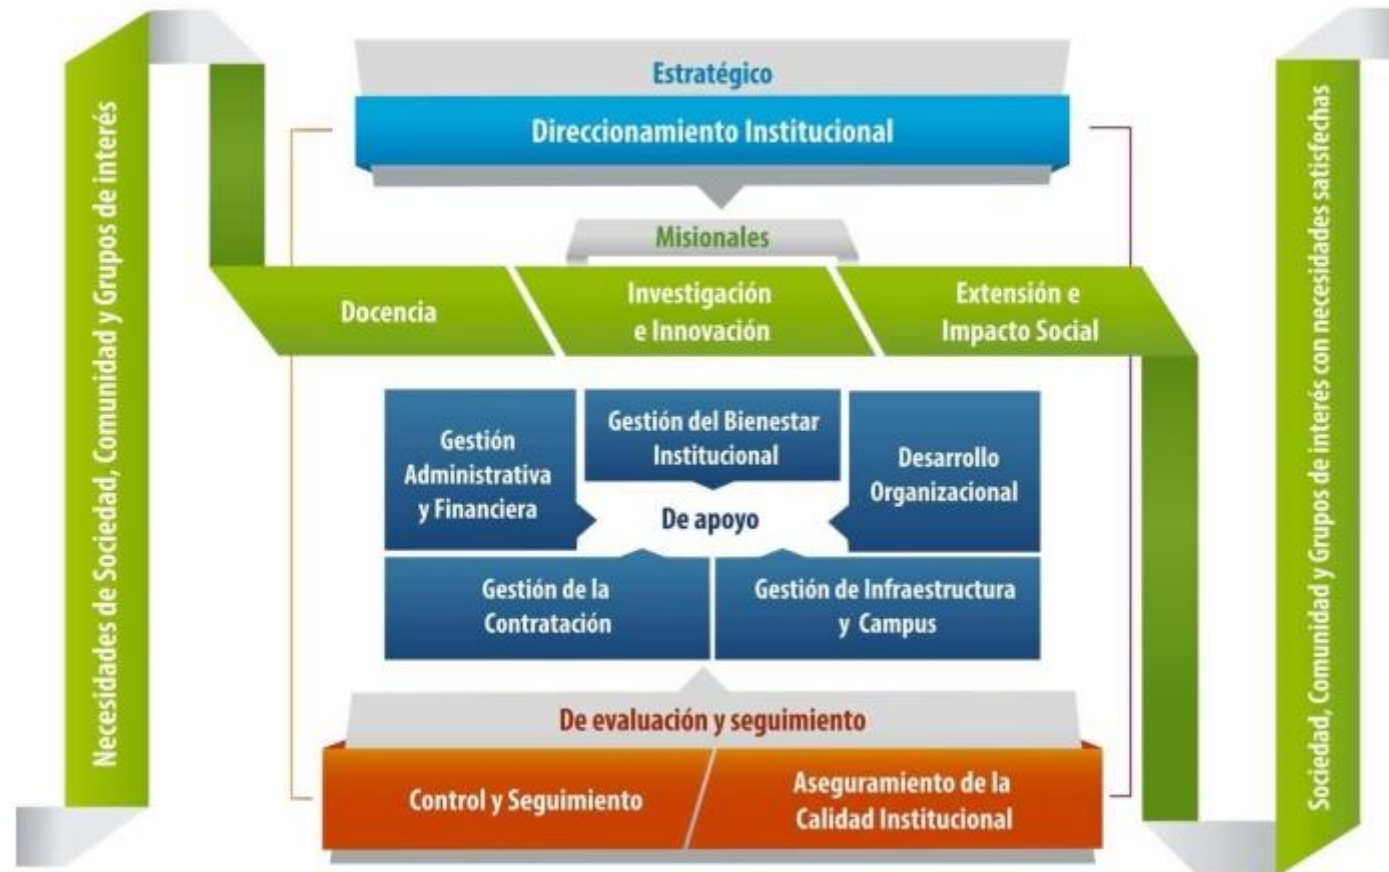 Necesidades de Sociedad, Comunidad y Grupos de interés
Estratégico
Direccionamiento Institucional
Misionales
Docencia
Investigación
e Innovación
Extensión e
Impacto Social
Gestión
Administrativa
y Financiera
Gestión del Bienestar
Institucional
Desarrollo
Organizacional
De apoyo
Gestión de la
Contratación
Gestión de Infraestructura
y Campus
De evaluación y seguimiento
Control y Seguimiento
Aseguramiento de la
Calidad Institucional
Sociedad, Comunidad y Grupos de interés con necesidades satisfechas